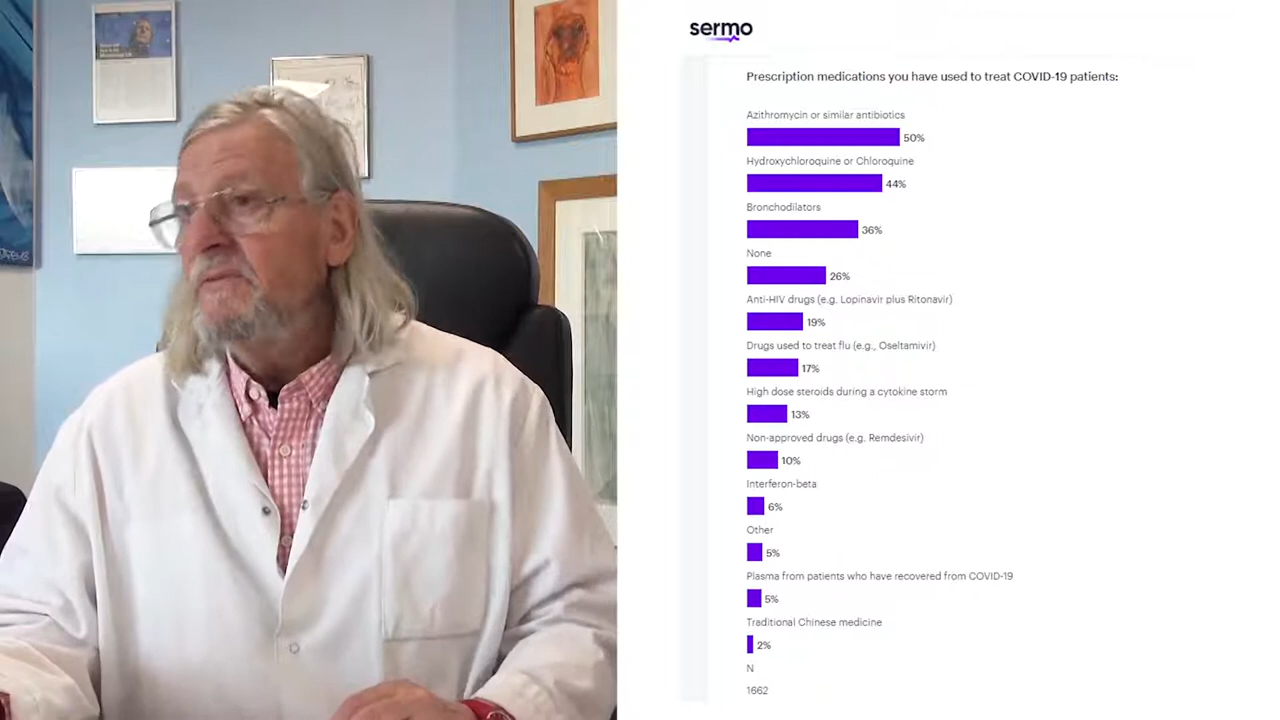 sermo
Prescription medications you have used to treat COVID-19 patients:
Azithromycin or similar antibiotics
50%
Hydroxychloroquine or Chloroquine
44%
Bronchodilators
36%
None
26%
Anti-HIV drugs (e.g. Lopinavir plus Ritonavir)
19%
Drugs used to treat flu (e.g., Oseltamivir)
17%
High dose steroids during a cytokine storm
13%
Non-approved drugs (e.g. Remdesivir)
10%
Interferon-beta
6%
Other
5%
Plasma from patients who have recovered from COVID-19
5%
Traditional Chinese medicine
2%
N
1662